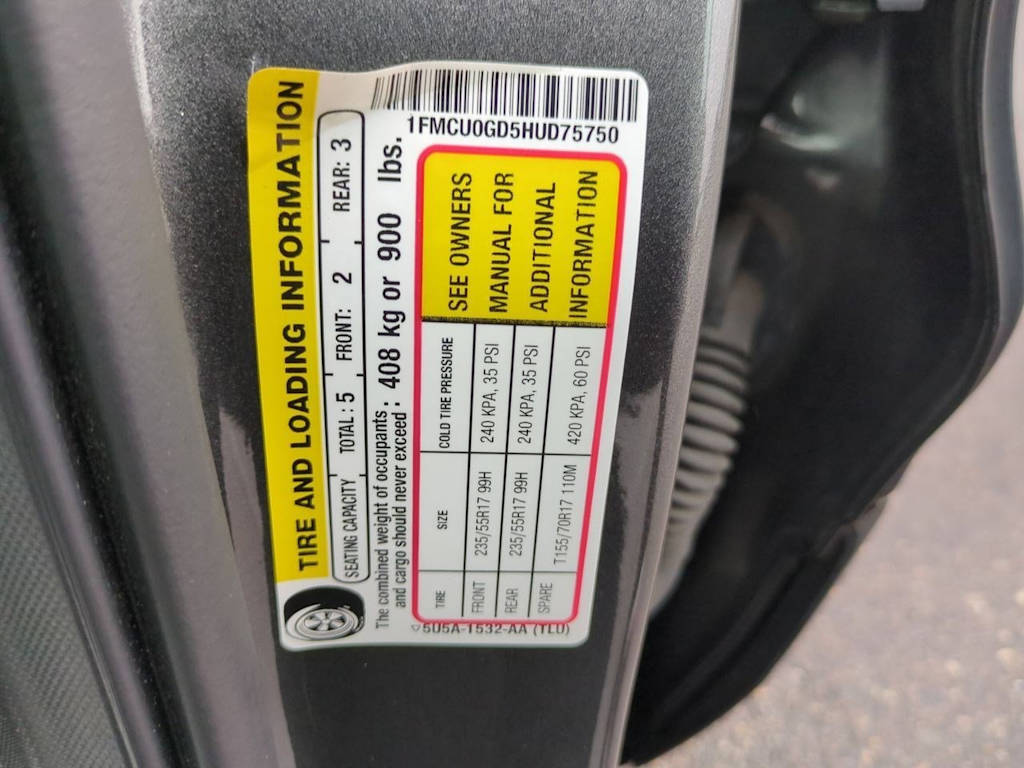 1FMCU0GD5HUD75750
TIRE AND LOADING INFORMATION
SEATING CAPACITY TOTAL: 5 FRONT: 2 REAR: 3
The combined weight of occupants
and cargo should never exceed : 408 kg or 900 lbs.
TIRE SIZE COLD TIRE PRESSURE
FRONT 235/55R17 99H 240 KPA, 35 PSI
REAR 235/55R17 99H 240 KPA, 35 PSI
SPARE T155/70R17 110M 420 KPA, 60 PSI
SEE OWNERS
MANUAL FOR
ADDITIONAL
INFORMATION
5U5A-1532-AA (TLU)